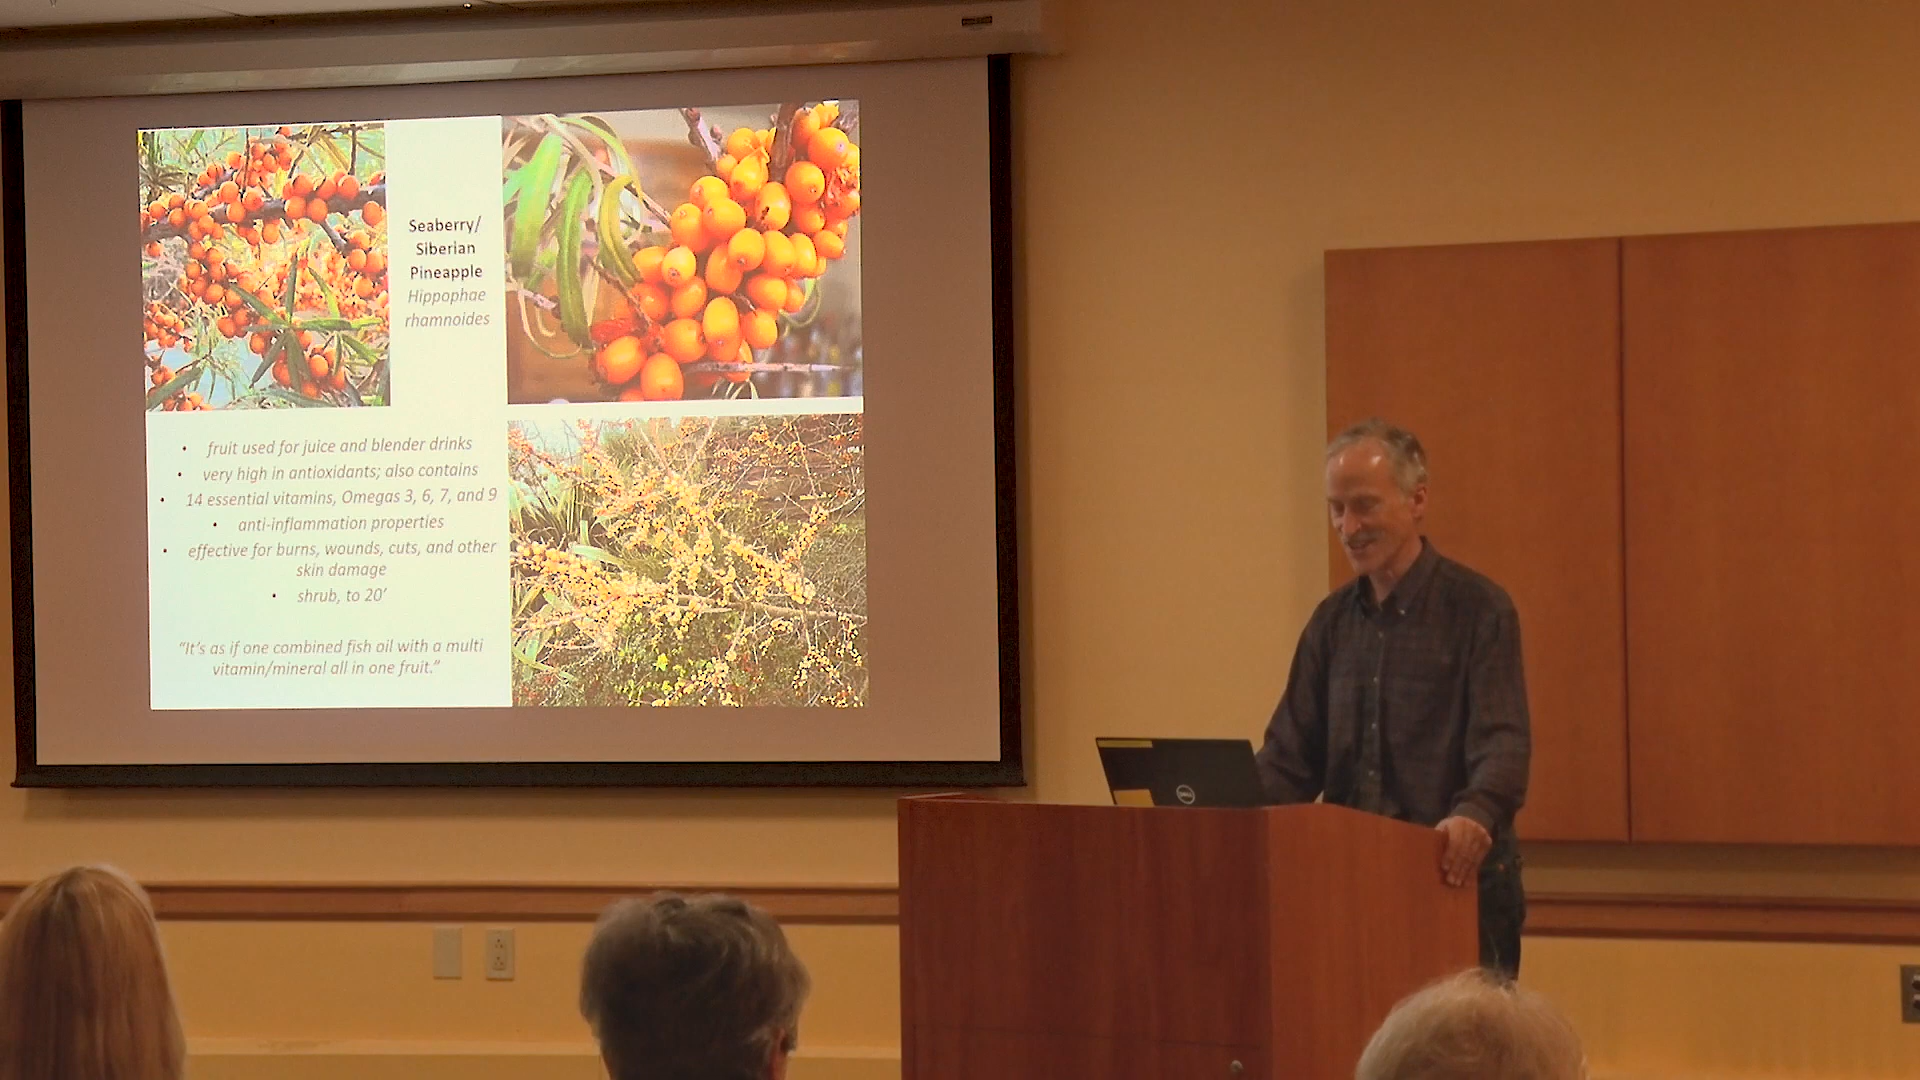 Seaberry/
Siberian
Pineapple
Hippophae
rhamnoides
• fruit used for juice and blender drinks
• very high in antioxidants; also contains
• 14 essential vitamins, Omegas 3, 6, 7, and 9
• anti-inflammation properties
• effective for burns, wounds, cuts, and other
skin damage
• shrub, to 20’
“It’s as if one combined fish oil with a multi
vitamin/mineral all in one fruit.”
DELL